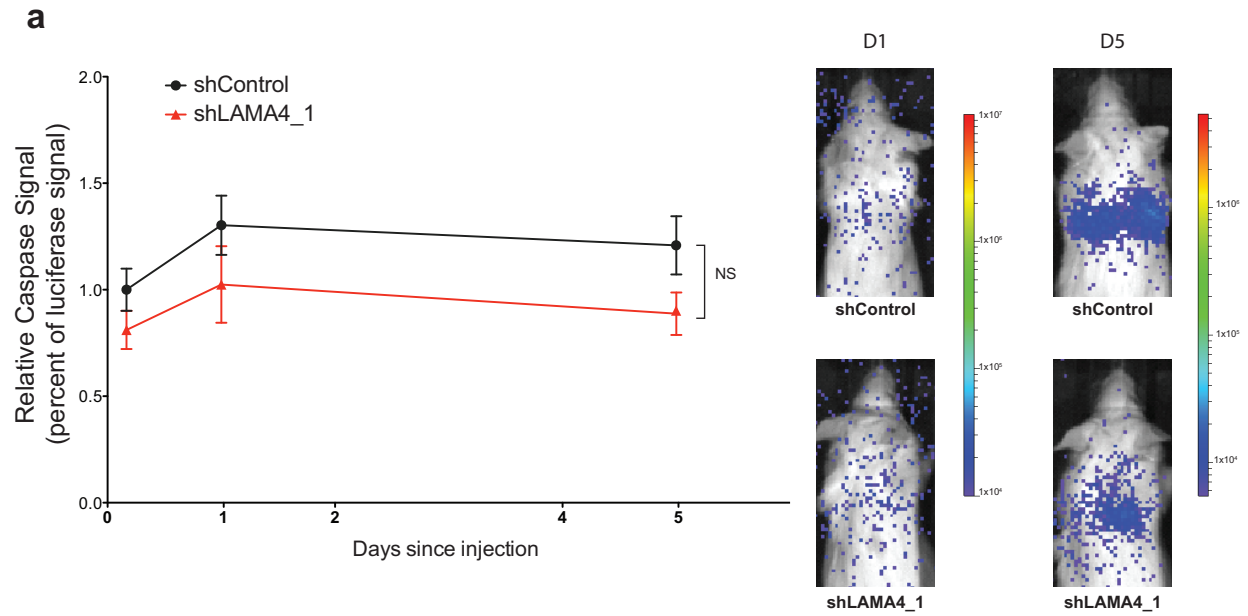 a
Relative Caspase Signal
(percent of luciferase signal)
2.0
1.5
1.0
0.5
0.0
shControl
shLAMA4_1
NS
0 1 2 4 5
Days since injection
D1 D5
shControl
shLAMA4_1
1x10⁷
1x10⁶
1x10⁵
1x10⁴
shControl
shLAMA4_1
1x10⁶
1x10⁵
1x10⁴